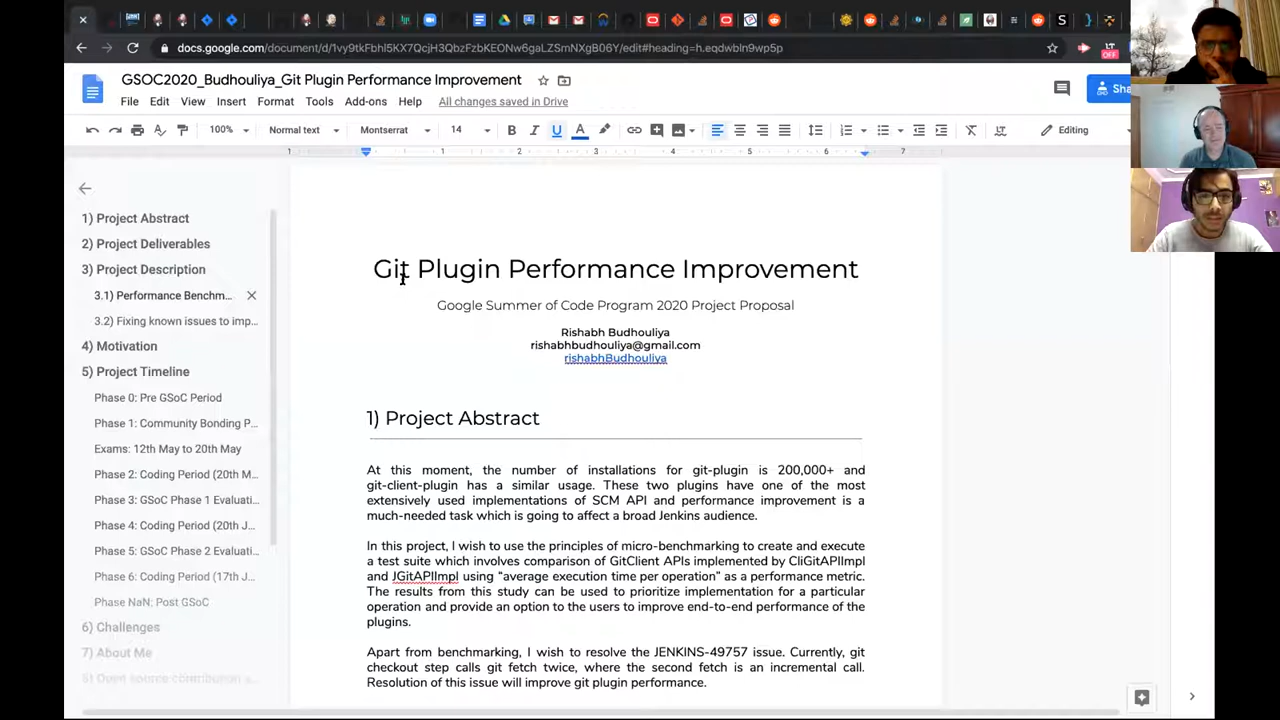 docs.google.com/document/d/1vy9tkFbhl5KX7QcjH3QbzFzbKEONw6gaLZSmNXgB06Y/edit#heading=h.eqdwbln9wp5p
LT
OFF
GSOC2020_Budhouliya_Git Plugin Performance Improvement
File Edit View Insert Format Tools Add-ons Help All changes saved in Drive
Sha
100% Normal text Montserrat 14 B I U A Editing
1 1 2 3 4 5 6 7
1) Project Abstract
2) Project Deliverables
3) Project Description
3.1) Performance Benchm...
3.2) Fixing known issues to imp...
4) Motivation
5) Project Timeline
Phase 0: Pre GSoC Period
Phase 1: Community Bonding P...
Exams: 12th May to 20th May
Phase 2: Coding Period (20th M...
Phase 3: GSoC Phase 1 Evaluati...
Phase 4: Coding Period (20th J...
Phase 5: GSoC Phase 2 Evaluati...
Phase 6: Coding Period (17th J...
Phase NaN: Post GSoC
6) Challenges
7) About Me
Open source contribution
Git Plugin Performance Improvement
Google Summer of Code Program 2020 Project Proposal
Rishabh Budhouliya
rishabhbudhouliya@gmail.com
rishabhBudhouliya
1) Project Abstract
At this moment, the number of installations for git-plugin is 200,000+ and
git-client-plugin has a similar usage. These two plugins have one of the most
extensively used implementations of SCM API and performance improvement is a
much-needed task which is going to affect a broad Jenkins audience.
In this project, I wish to use the principles of micro-benchmarking to create and execute
a test suite which involves comparison of GitClient APIs implemented by CliGitAPIImpl
and JGitAPIImpl using “average execution time per operation” as a performance metric.
The results from this study can be used to prioritize implementation for a particular
operation and provide an option to the users to improve end-to-end performance of the
plugins.
Apart from benchmarking, I wish to resolve the JENKINS-49757 issue. Currently, git
checkout step calls git fetch twice, where the second fetch is an incremental call.
Resolution of this issue will improve git plugin performance.